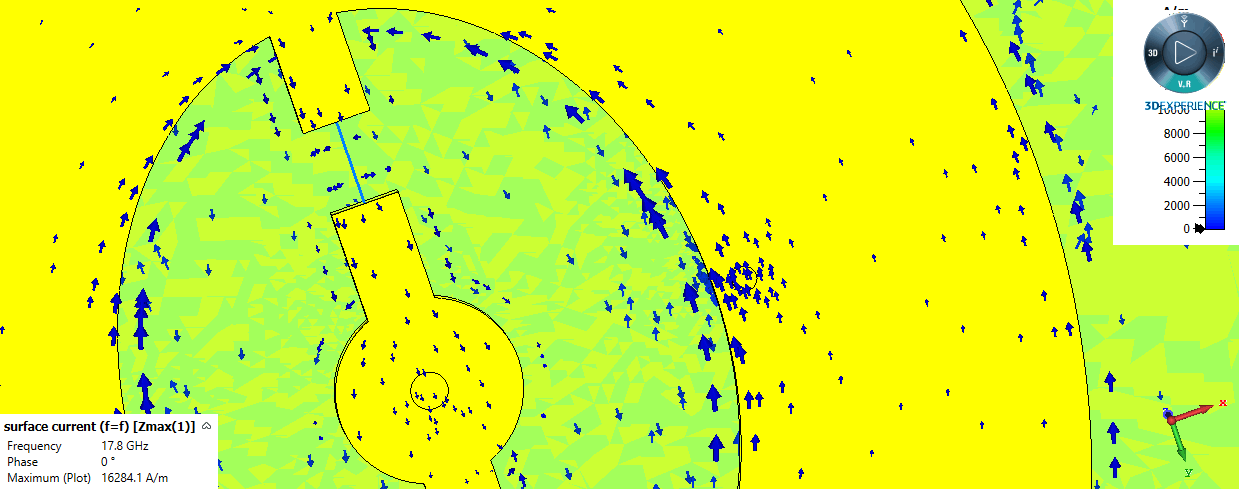 A/m
3D
i
V.R
3DEXPERIENCE
10000
8000
6000
4000
2000
0
x
z
y
surface current (f=f) [Zmax(1)]
Frequency 17.8 GHz
Phase 0 °
Maximum (Plot) 16284.1 A/m